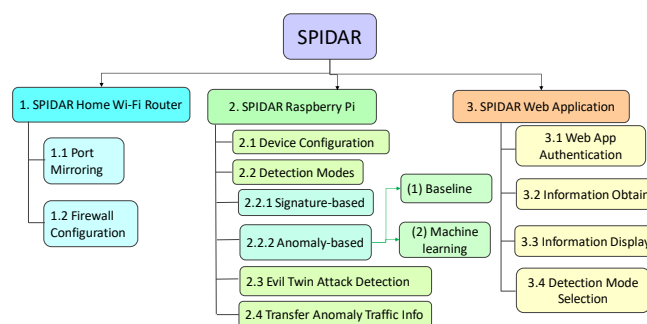 SPIDAR
1. SPIDAR Home Wi-Fi Router
1.1 Port
Mirroring
1.2 Firewall
Configuration
2. SPIDAR Raspberry Pi
2.1 Device Configuration
2.2 Detection Modes
2.2.1 Signature-based
2.2.2 Anomaly-based
(1) Baseline
(2) Machine
learning
2.3 Evil Twin Attack Detection
2.4 Transfer Anomaly Traffic Info
3. SPIDAR Web Application
3.1 Web App
Authentication
3.2 Information Obtain
3.3 Information Display
3.4 Detection Mode
Selection